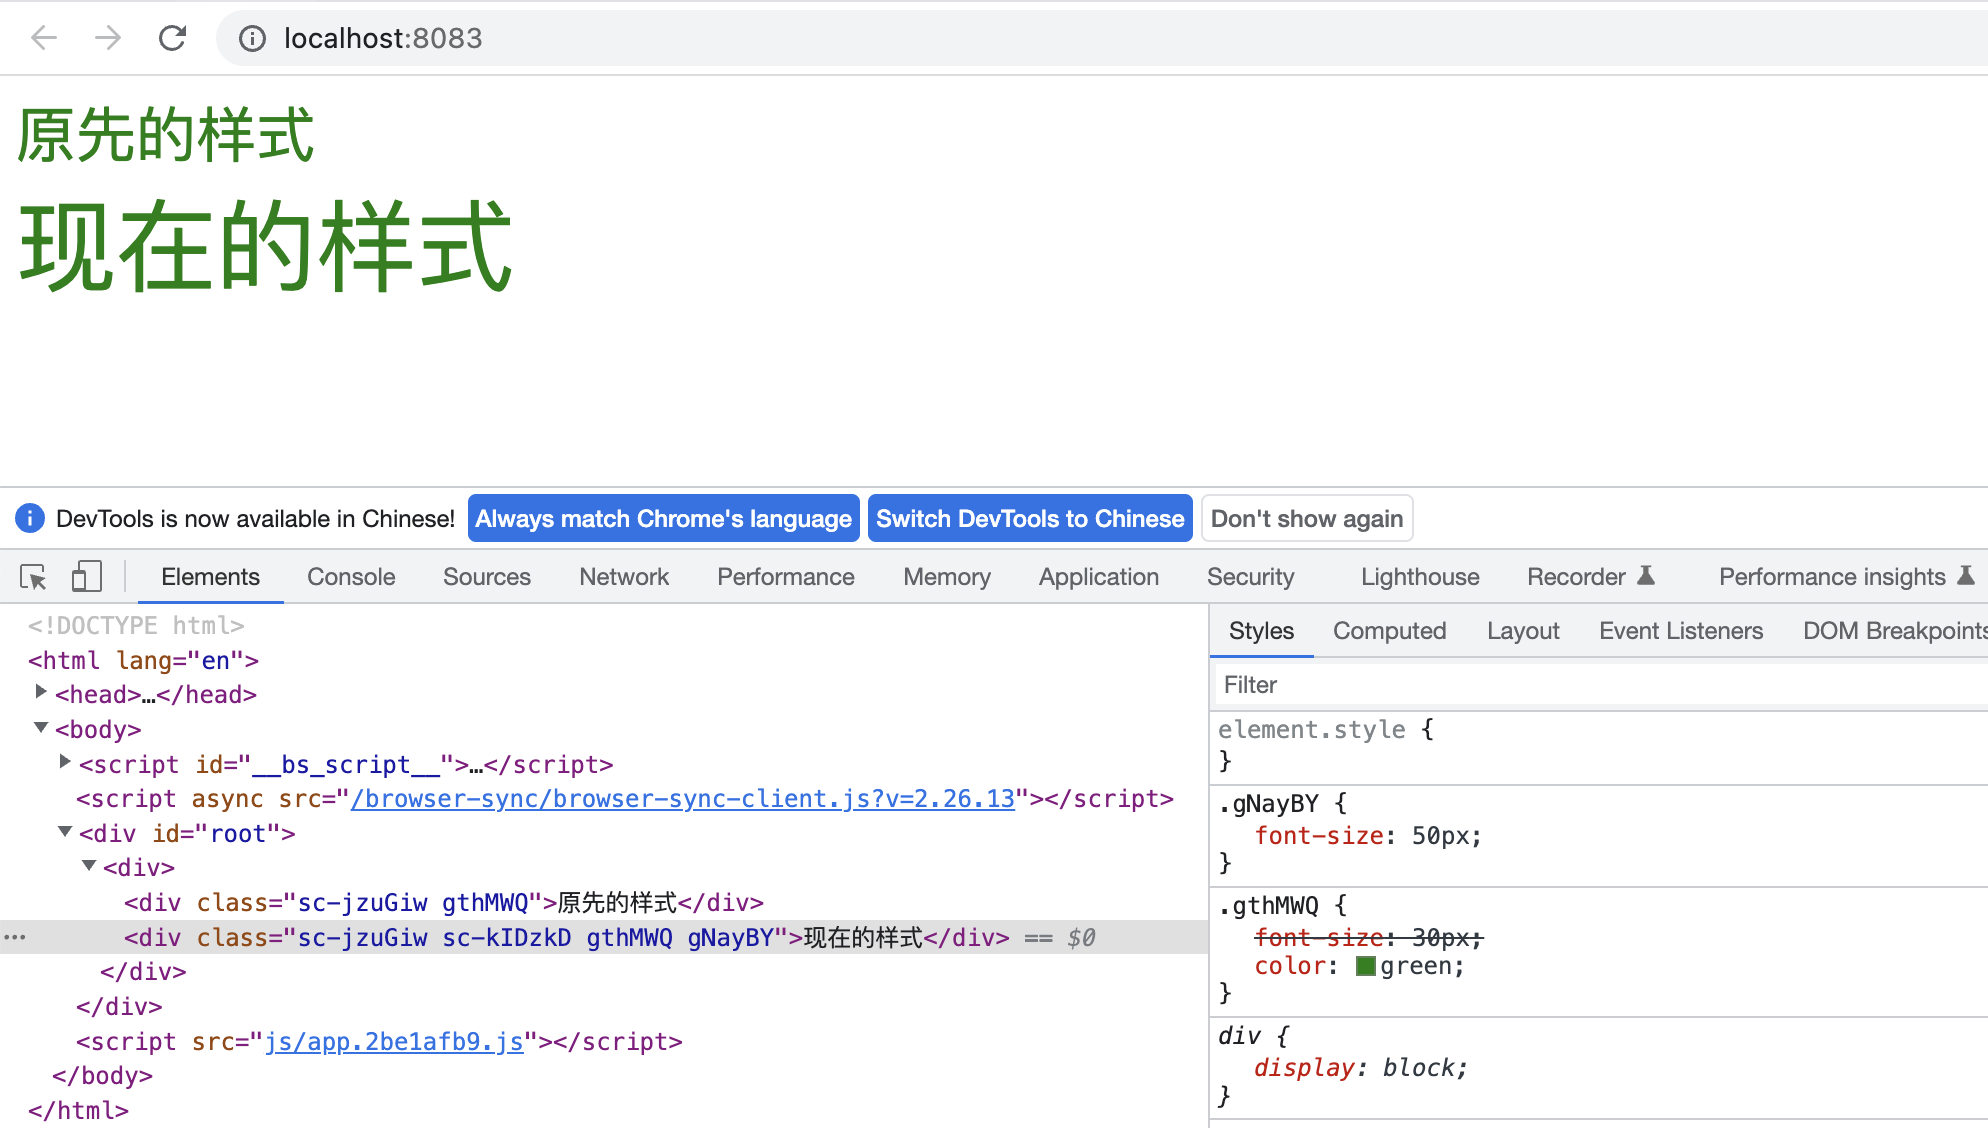 localhost:8083
原先的样式
现在的样式
DevTools is now available in Chinese! Always match Chrome's language Switch DevTools to Chinese Don't show again
Elements Console Sources Network Performance Memory Application Security Lighthouse Recorder Performance insights
<!DOCTYPE html>
<html lang="en">
<head>…</head>
<body>
<script id="__bs_script__">…</script>
<script async src="/browser-sync/browser-sync-client.js?v=2.26.13"></script>
<div id="root">
<div>
<div class="sc-jzuGiw gthMWQ">原先的样式</div>
<div class="sc-jzuGiw sc-kIDzkD gthMWQ gNayBY">现在的样式</div> == $0
</div>
</div>
<script src="js/app.2be1afb9.js"></script>
</body>
</html>
Styles Computed Layout Event Listeners DOM Breakpoints
Filter
element.style {
}
.gNayBY {
font-size: 50px;
}
.gthMWQ {
font-size: 30px;
color: green;
}
div {
display: block;
}